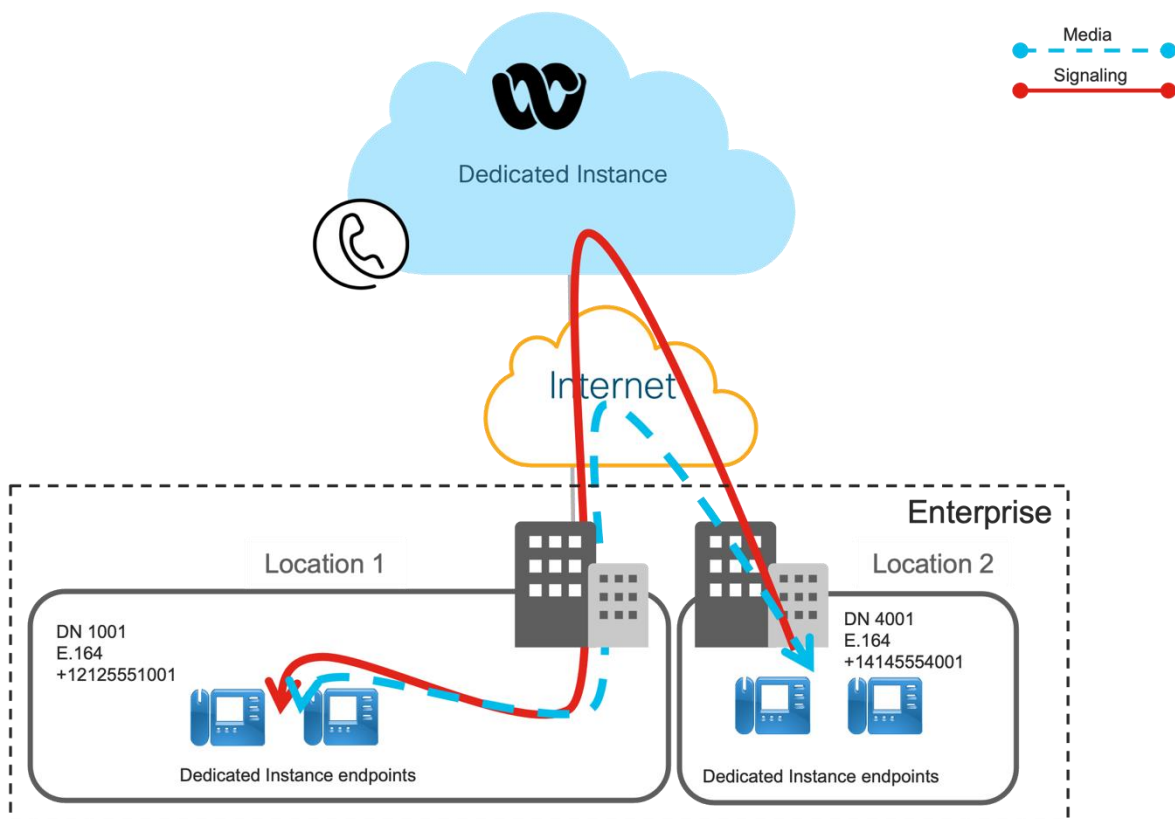 Media
Signaling
Dedicated Instance
Internet
Enterprise
Location 1
Location 2
DN 1001
E.164
+12125551001
DN 4001
E.164
+14145554001
Dedicated Instance endpoints
Dedicated Instance endpoints